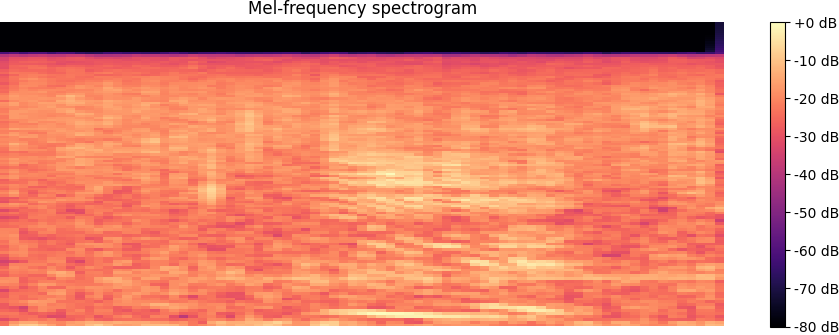 Mel-frequency spectrogram
+0 dB
-10 dB
-20 dB
-30 dB
-40 dB
-50 dB
-60 dB
-70 dB
-80 dB